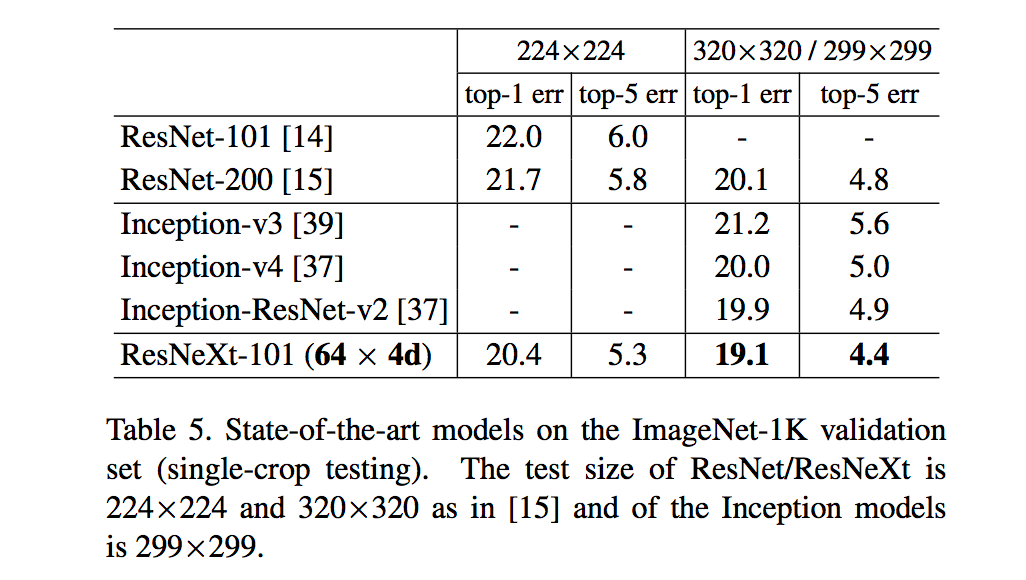 224×224 320×320 / 299×299
top-1 err top-5 err top-1 err top-5 err
ResNet-101 [14] 22.0 6.0 - -
ResNet-200 [15] 21.7 5.8 20.1 4.8
Inception-v3 [39] - - 21.2 5.6
Inception-v4 [37] - - 20.0 5.0
Inception-ResNet-v2 [37] - - 19.9 4.9
ResNeXt-101 (64 × 4d) 20.4 5.3 19.1 4.4
Table 5. State-of-the-art models on the ImageNet-1K validation
set (single-crop testing). The test size of ResNet/ResNeXt is
224×224 and 320×320 as in [15] and of the Inception models
is 299×299.